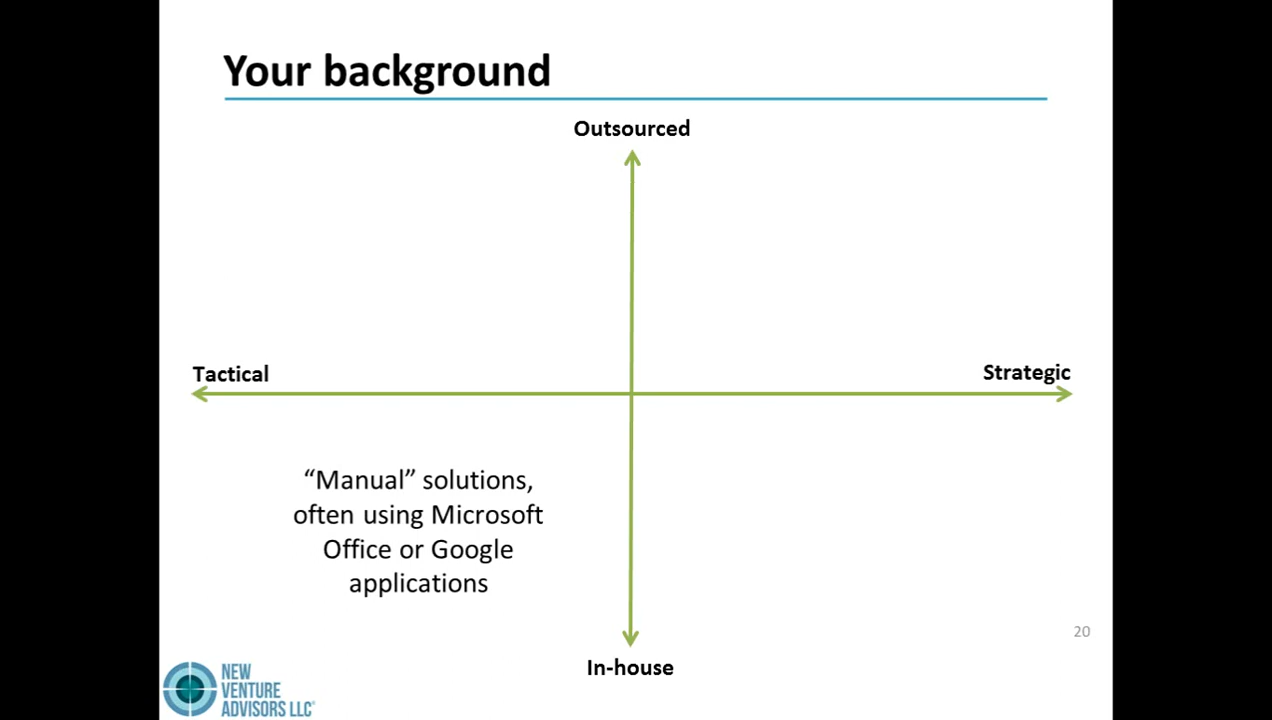 Your background
Outsourced
Tactical
Strategic
“Manual” solutions,
often using Microsoft
Office or Google
applications
20
In-house
NEW
VENTURE
ADVISORS LLC